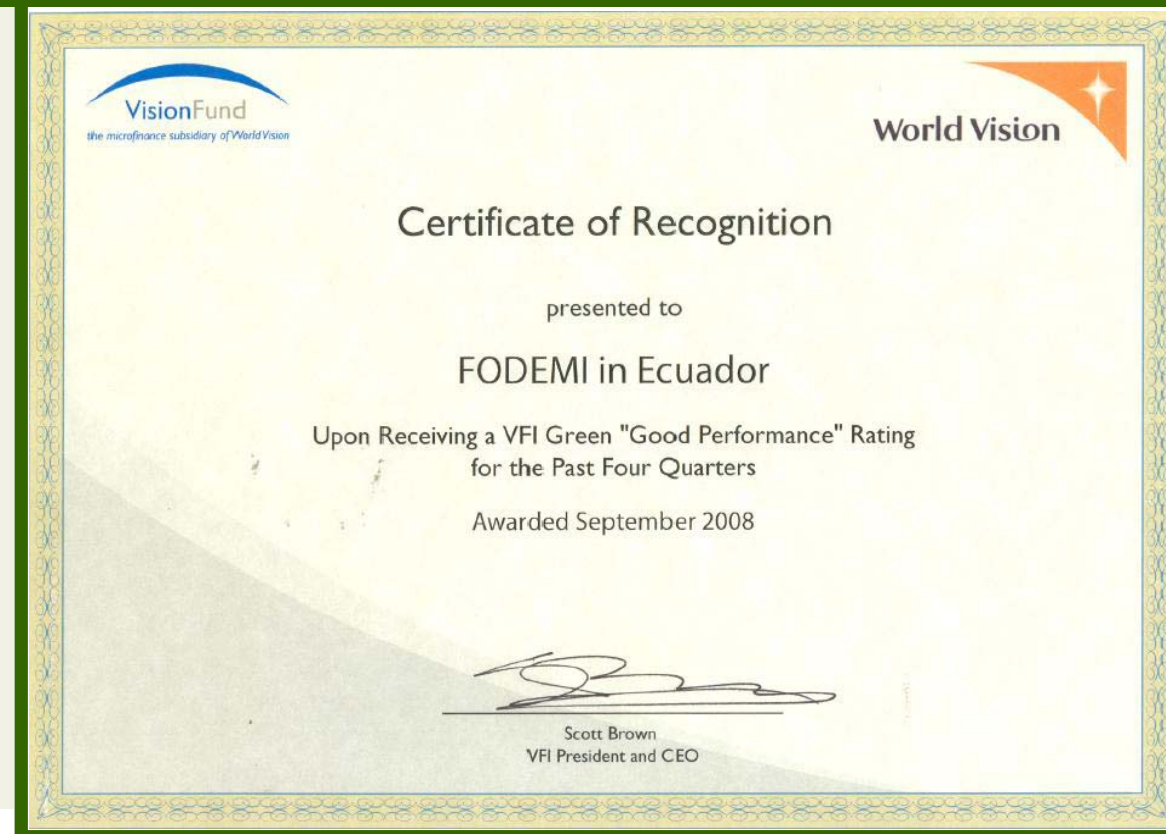 VisionFund
the microfinance subsidiary of World Vision
World Vision
Certificate of Recognition
presented to
FODEMI in Ecuador
Upon Receiving a VFI Green "Good Performance" Rating
for the Past Four Quarters
Awarded September 2008
Scott Brown
VFI President and CEO